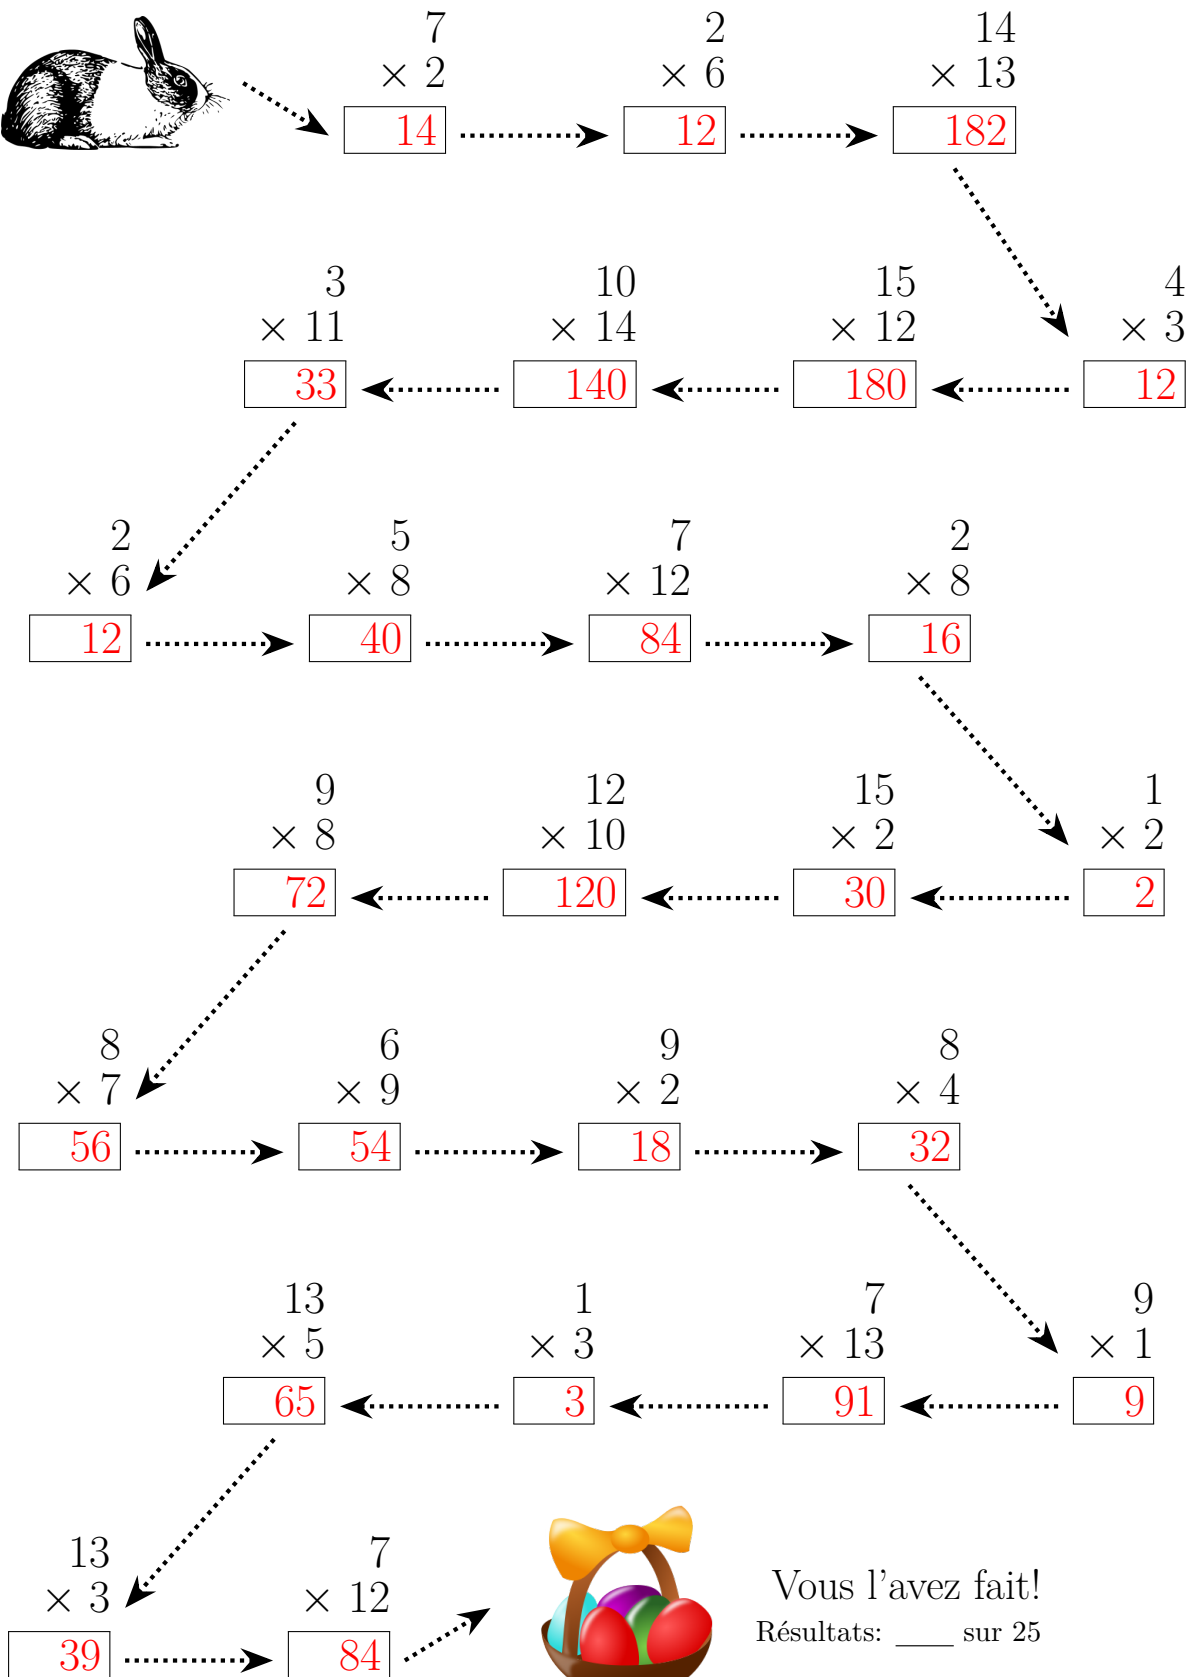 7 2 14
× 2 × 6 × 13
14 12 182
3 10 15 4
× 11 × 14 × 12 × 3
33 140 180 12
2 5 7 2
× 6 × 8 × 12 × 8
12 40 84 16
9 12 15 1
× 8 × 10 × 2 × 2
72 120 30 2
8 6 9 8
× 7 × 9 × 2 × 4
56 54 18 32
13 1 7 9
× 5 × 3 × 13 × 1
65 3 91 9
13 7
× 3 × 12
39 84
Vous l'avez fait!
Résultats: ____ sur 25